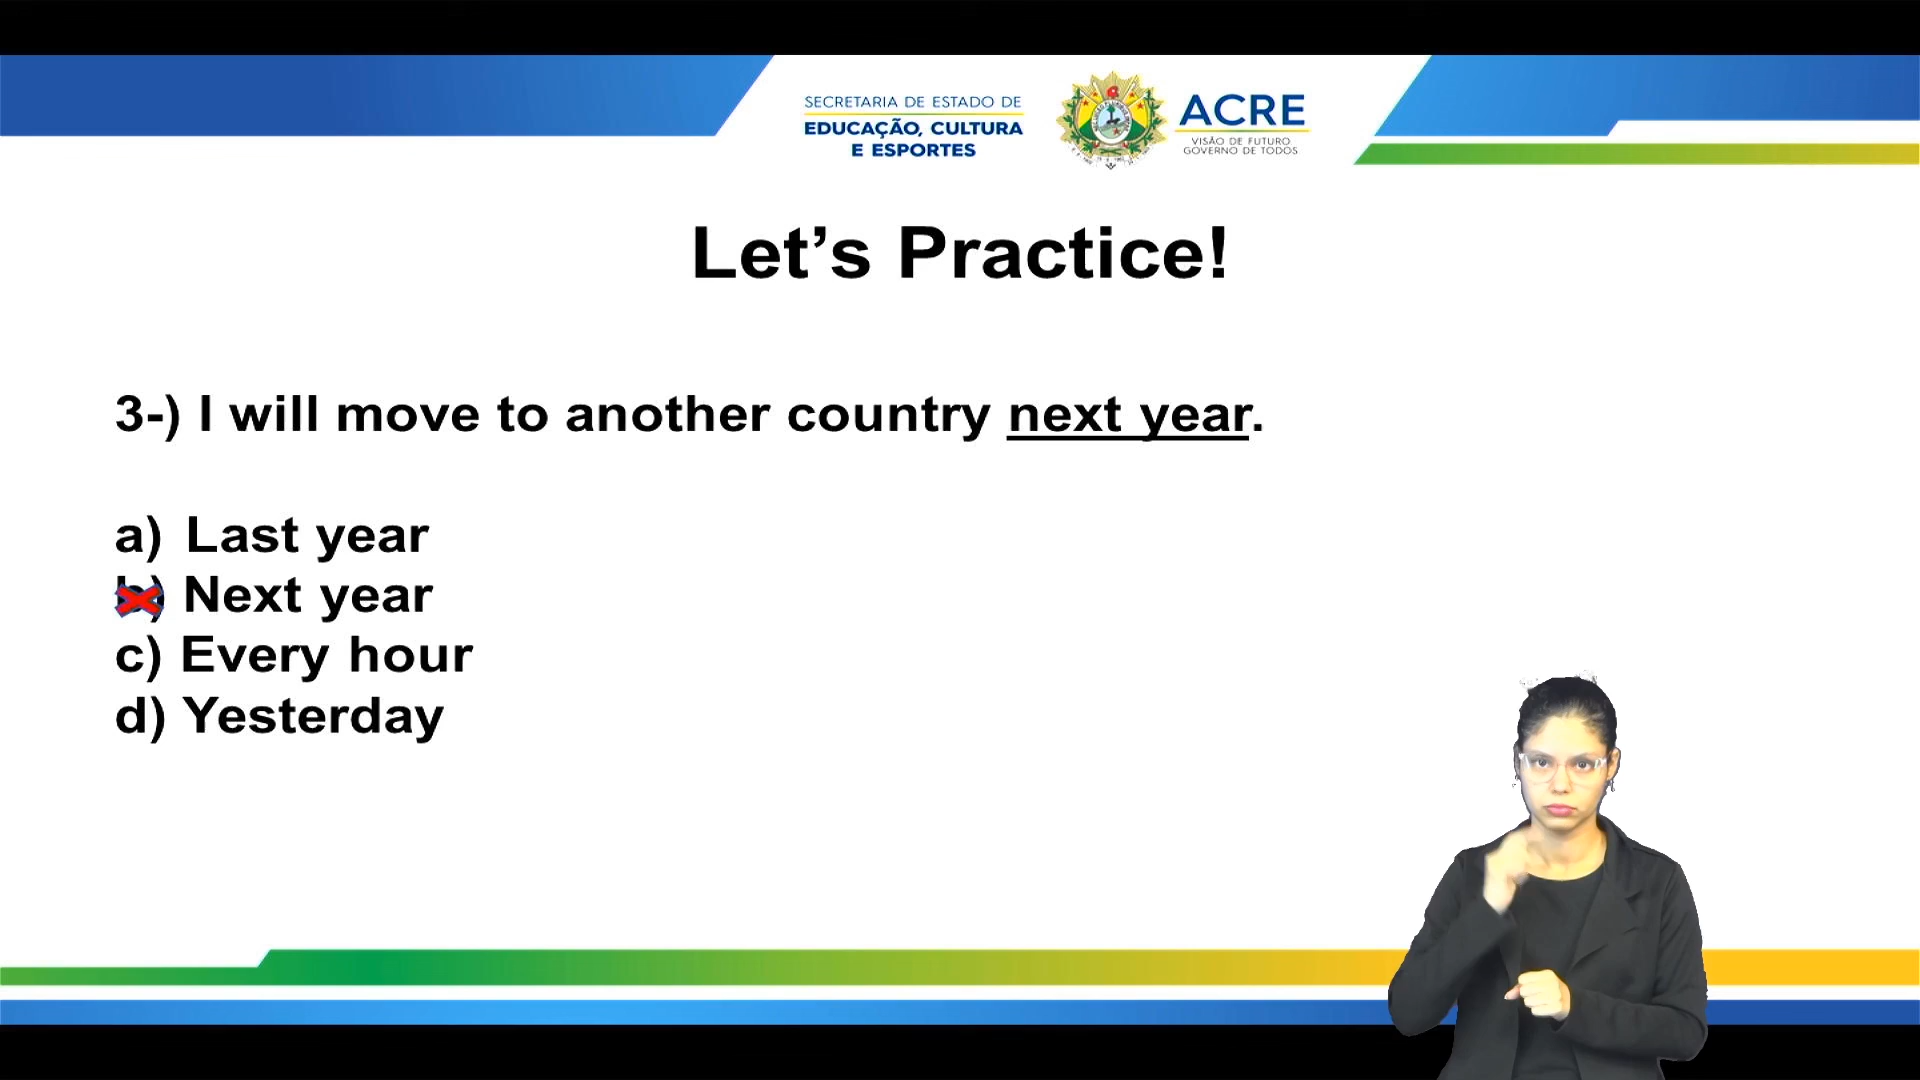 SECRETARIA DE ESTADO DE
EDUCAÇÃO, CULTURA
E ESPORTES
ACRE
VISÃO DE FUTURO
GOVERNO DE TODOS
Let’s Practice!
3-) I will move to another country next year.
a) Last year
b) Next year
c) Every hour
d) Yesterday